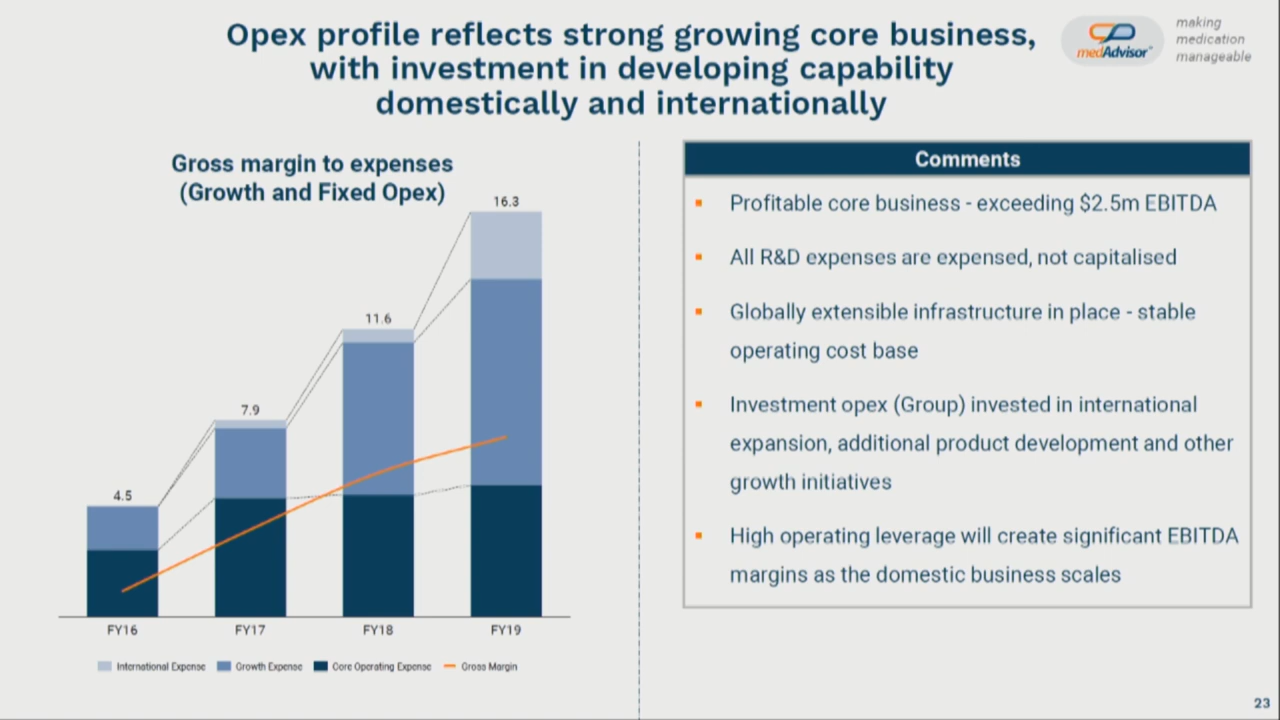 Opex profile reflects strong growing core business,
with investment in developing capability
domestically and internationally
medAdvisor
making
medication
manageable
Gross margin to expenses
(Growth and Fixed Opex)
16.3
11.6
7.9
4.5
FY16
FY17
FY18
FY19
International Expense
Growth Expense
Core Operating Expense
Gross Margin
Comments
Profitable core business - exceeding $2.5m EBITDA
All R&D expenses are expensed, not capitalised
Globally extensible infrastructure in place - stable
operating cost base
Investment opex (Group) invested in international
expansion, additional product development and other
growth initiatives
High operating leverage will create significant EBITDA
margins as the domestic business scales
23